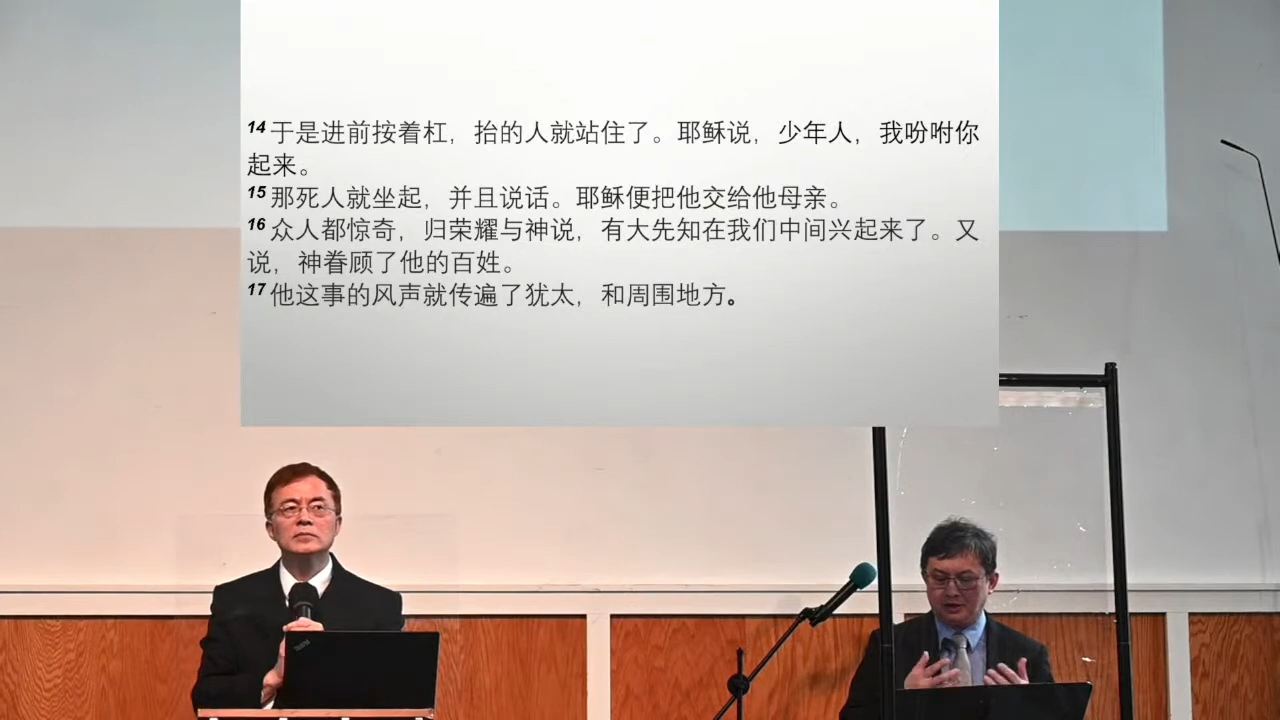 14 于是进前按着杠，抬的人就站住了。耶稣说，少年人，我吩咐你
起来。
15 那死人就坐起，并且说话。耶稣便把他交给他母亲。
16 众人都惊奇，归荣耀与神说，有大先知在我们中间兴起来了。又
说，神眷顾了他的百姓。
17 他这事的风声就传遍了犹太，和周围地方。
ThinkPad